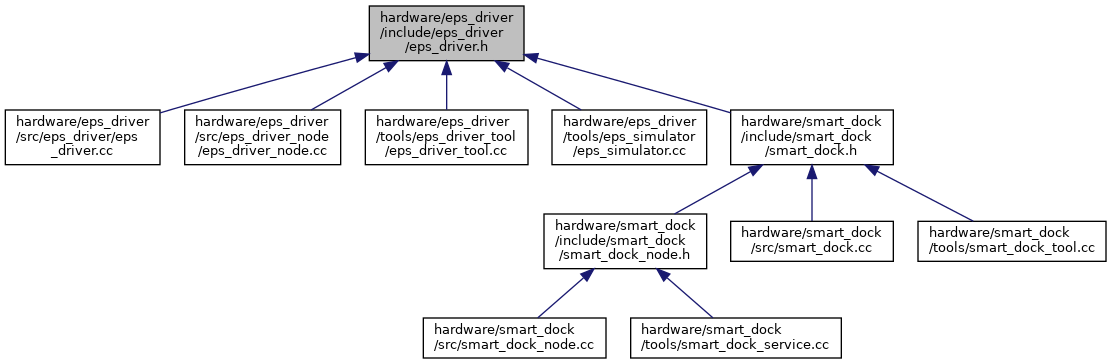 hardware/eps_driver
/include/eps_driver
/eps_driver.h
hardware/eps_driver
/src/eps_driver/eps
_driver.cc
hardware/eps_driver
/src/eps_driver_node
/eps_driver_node.cc
hardware/eps_driver
/tools/eps_driver_tool
/eps_driver_tool.cc
hardware/eps_driver
/tools/eps_simulator
/eps_simulator.cc
hardware/smart_dock
/include/smart_dock
/smart_dock.h
hardware/smart_dock
/include/smart_dock
/smart_dock_node.h
hardware/smart_dock
/src/smart_dock.cc
hardware/smart_dock
/tools/smart_dock_tool.cc
hardware/smart_dock
/src/smart_dock_node.cc
hardware/smart_dock
/tools/smart_dock_service.cc